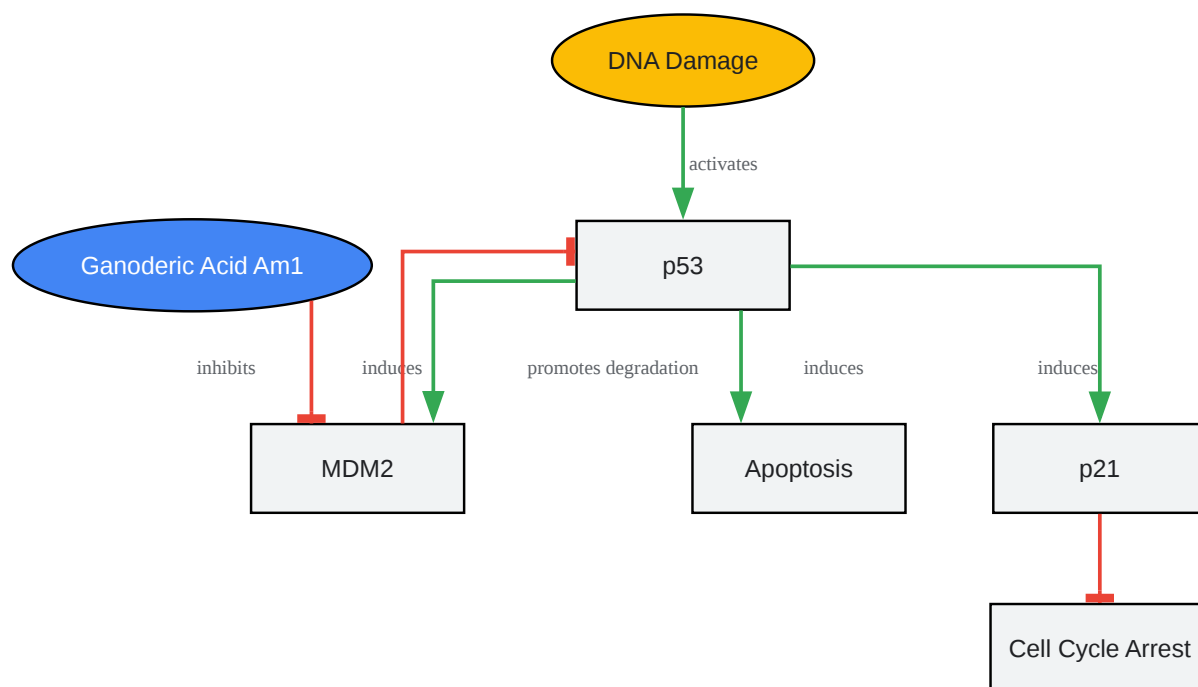 DNA Damage
activates
Ganoderic Acid Am1
p53
inhibits
induces
promotes degradation
induces
induces
MDM2
Apoptosis
p21
Cell Cycle Arrest